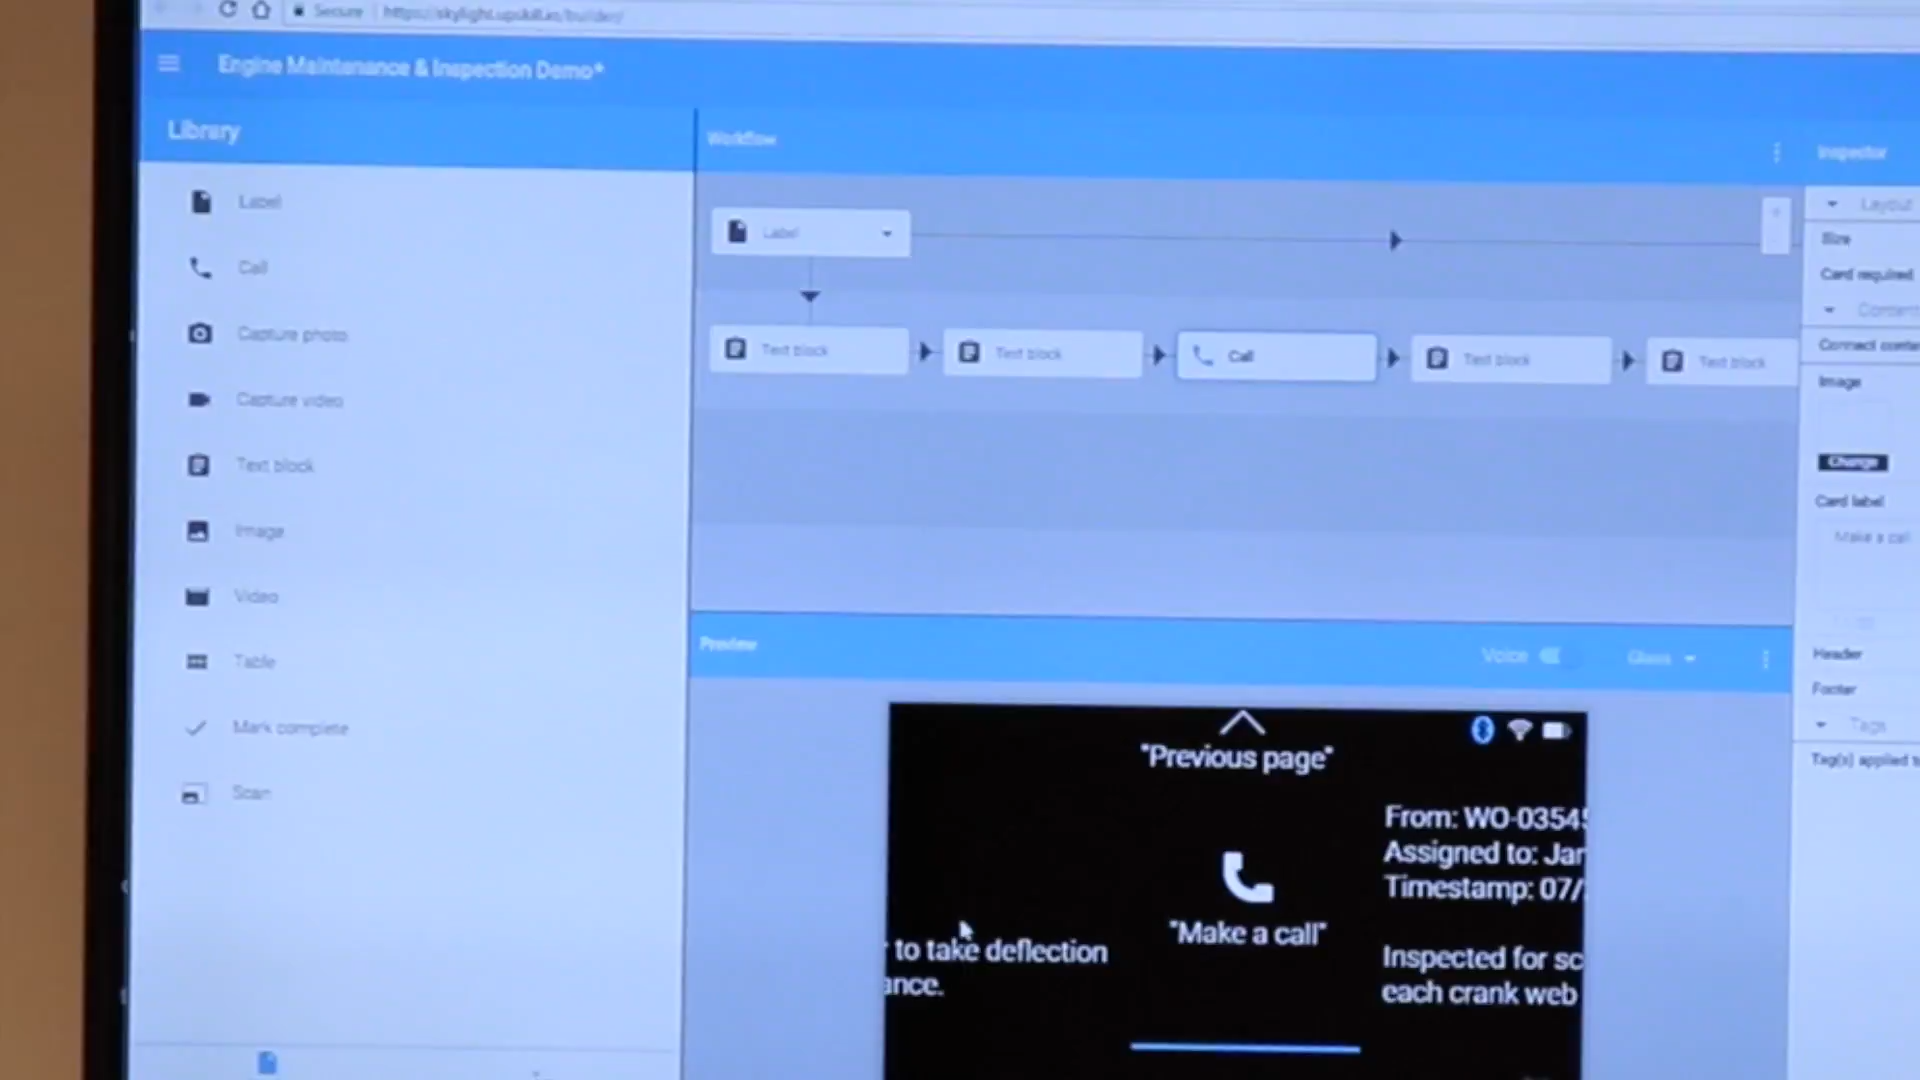 Secure https://skylight.upskill.io/builder/
Engine Maintenance & Inspection Demo*
Library
Label
Call
Capture photo
Capture video
Text block
Image
Video
Table
Mark complete
Scan
Workflow
Label
Text block
Text block
Call
Text block
Text block
Preview
Voice
Glass
"Previous page"
From: WO-0354
Assigned to: Jar
Timestamp: 07/
to take deflection
ance.
"Make a call"
Inspected for sc
each crank web
Inspector
Layout
Size
Card required
Content
Connect conte
Image
Change
Card label
Make a call
Header
Footer
Tags
Tag(s) applied t